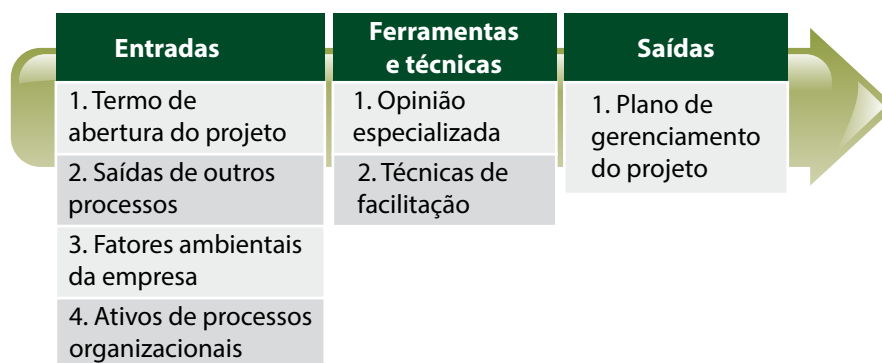 Entradas
1. Termo de
abertura do projeto
2. Saídas de outros
processos
3. Fatores ambientais
da empresa
4. Ativos de processos
organizacionais
Ferramentas
e técnicas
1. Opinião
especializada
2. Técnicas de
facilitação
Saídas
1. Plano de
gerenciamento
do projeto